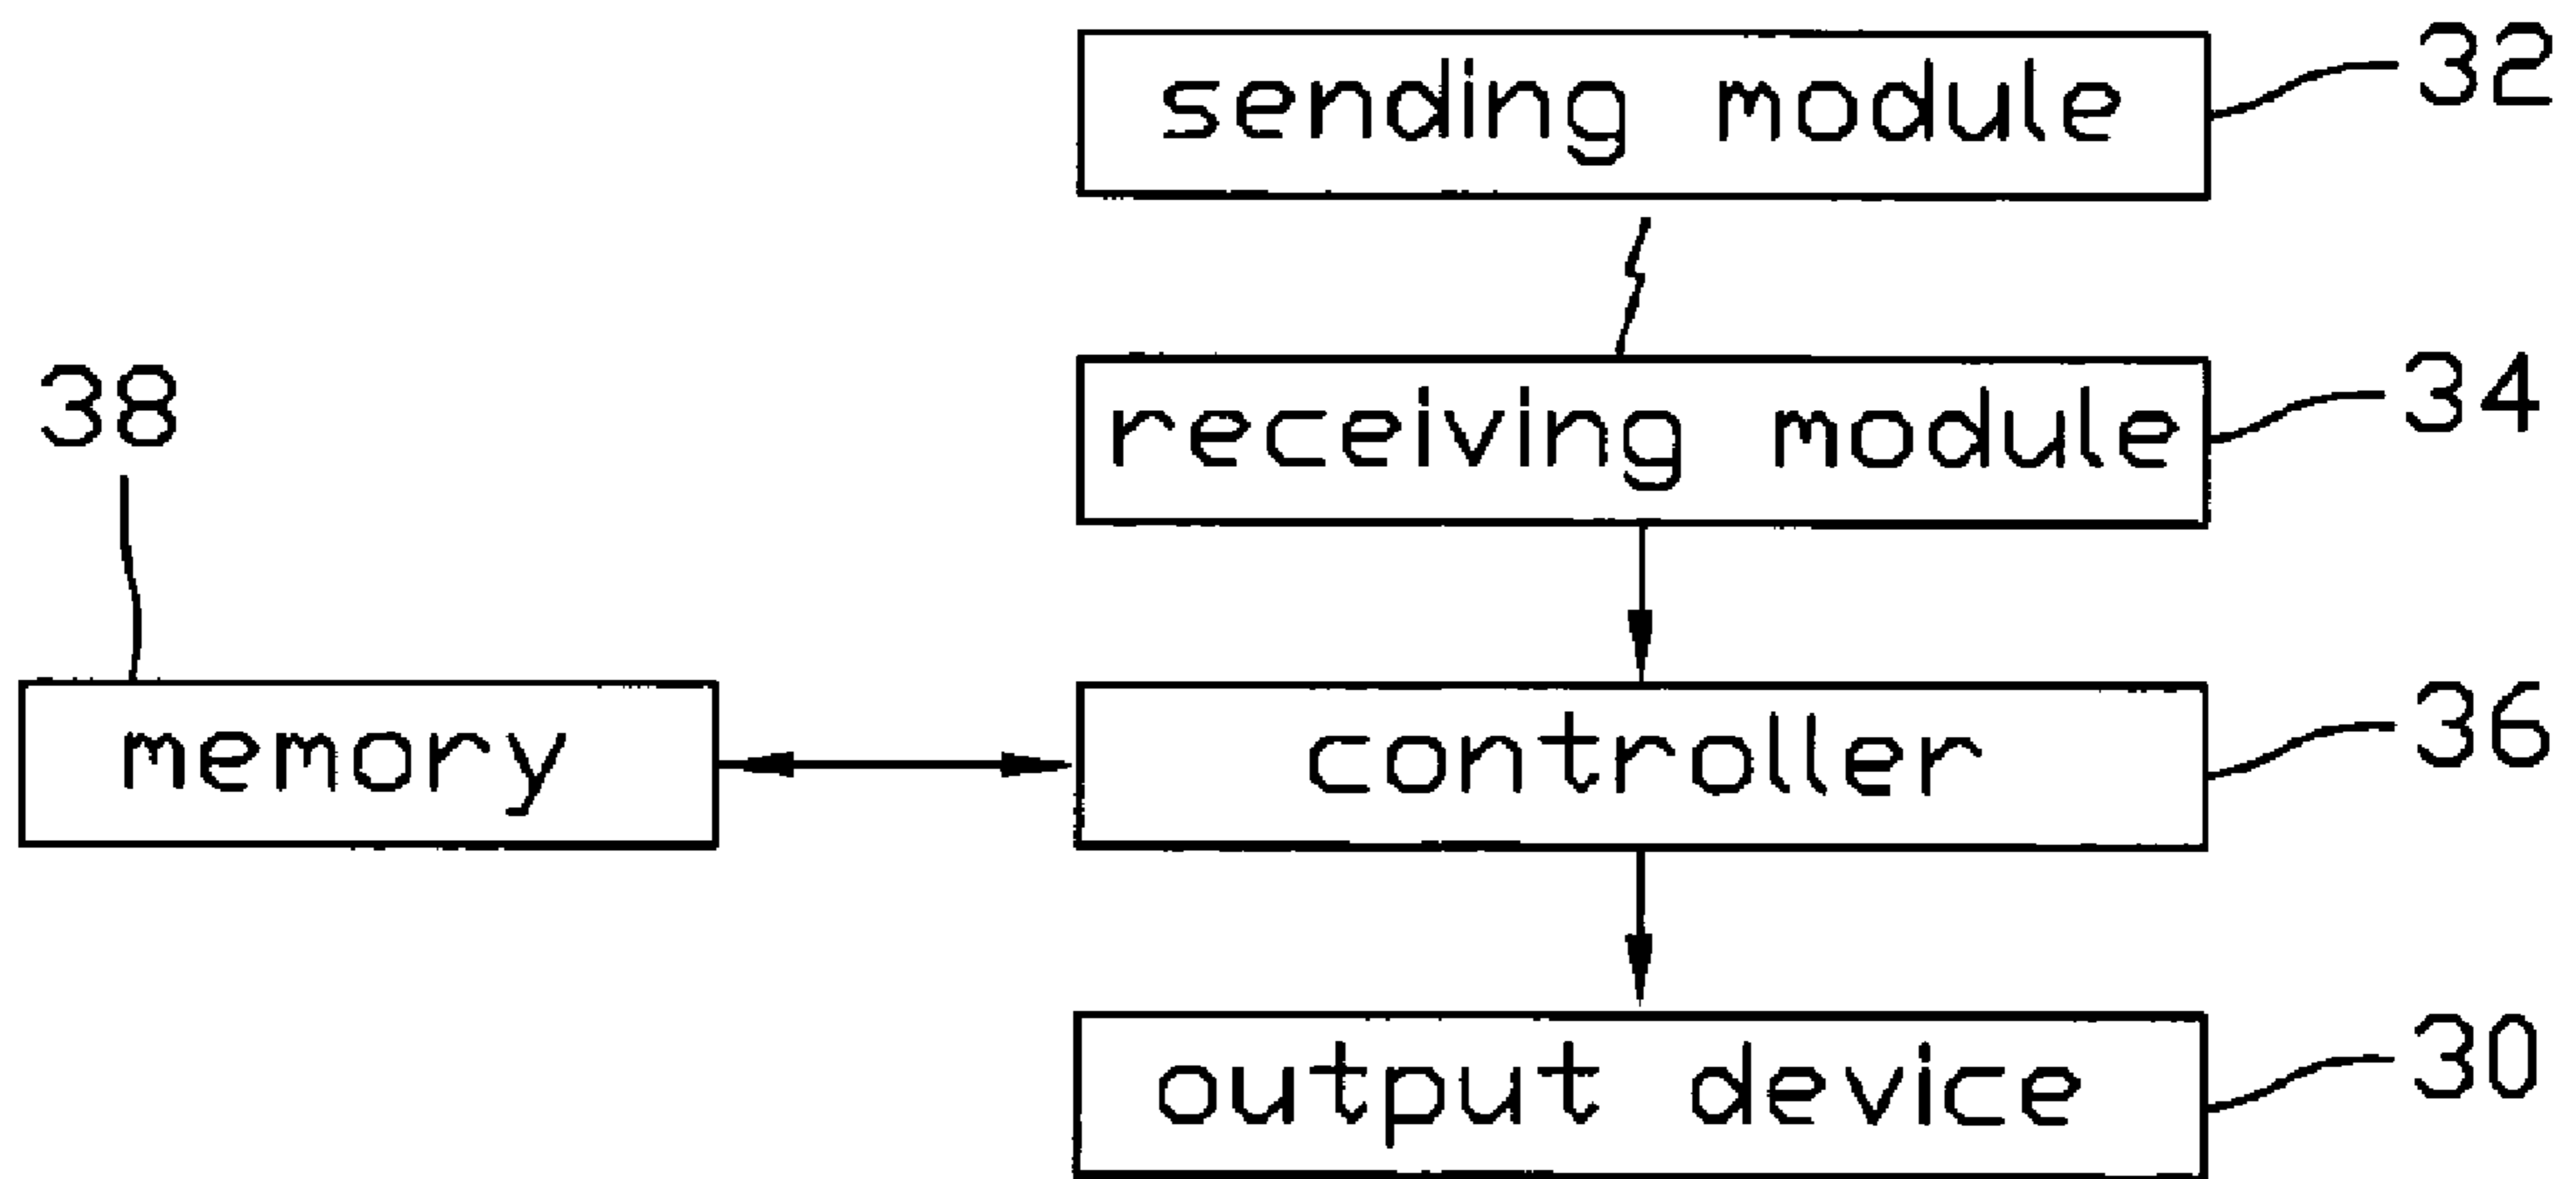 sending module 32
receiving module 34
38
memory
controller 36
output device 30